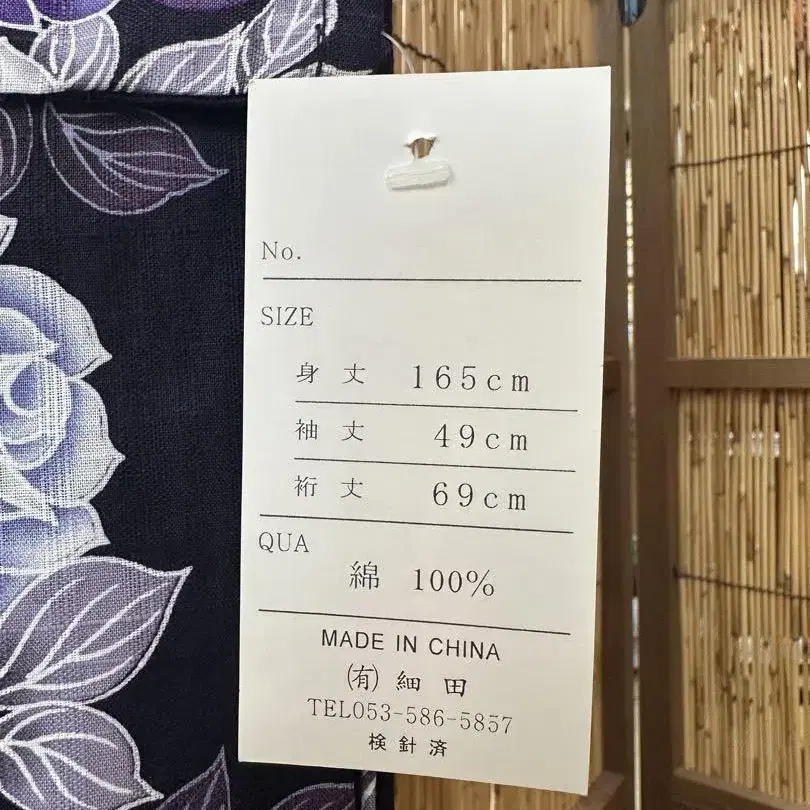 No.
SIZE
身丈 165cm
袖丈 49cm
裄丈 69cm
QUA
綿 100%
MADE IN CHINA
㈲細田
TEL053-586-5857
検針済